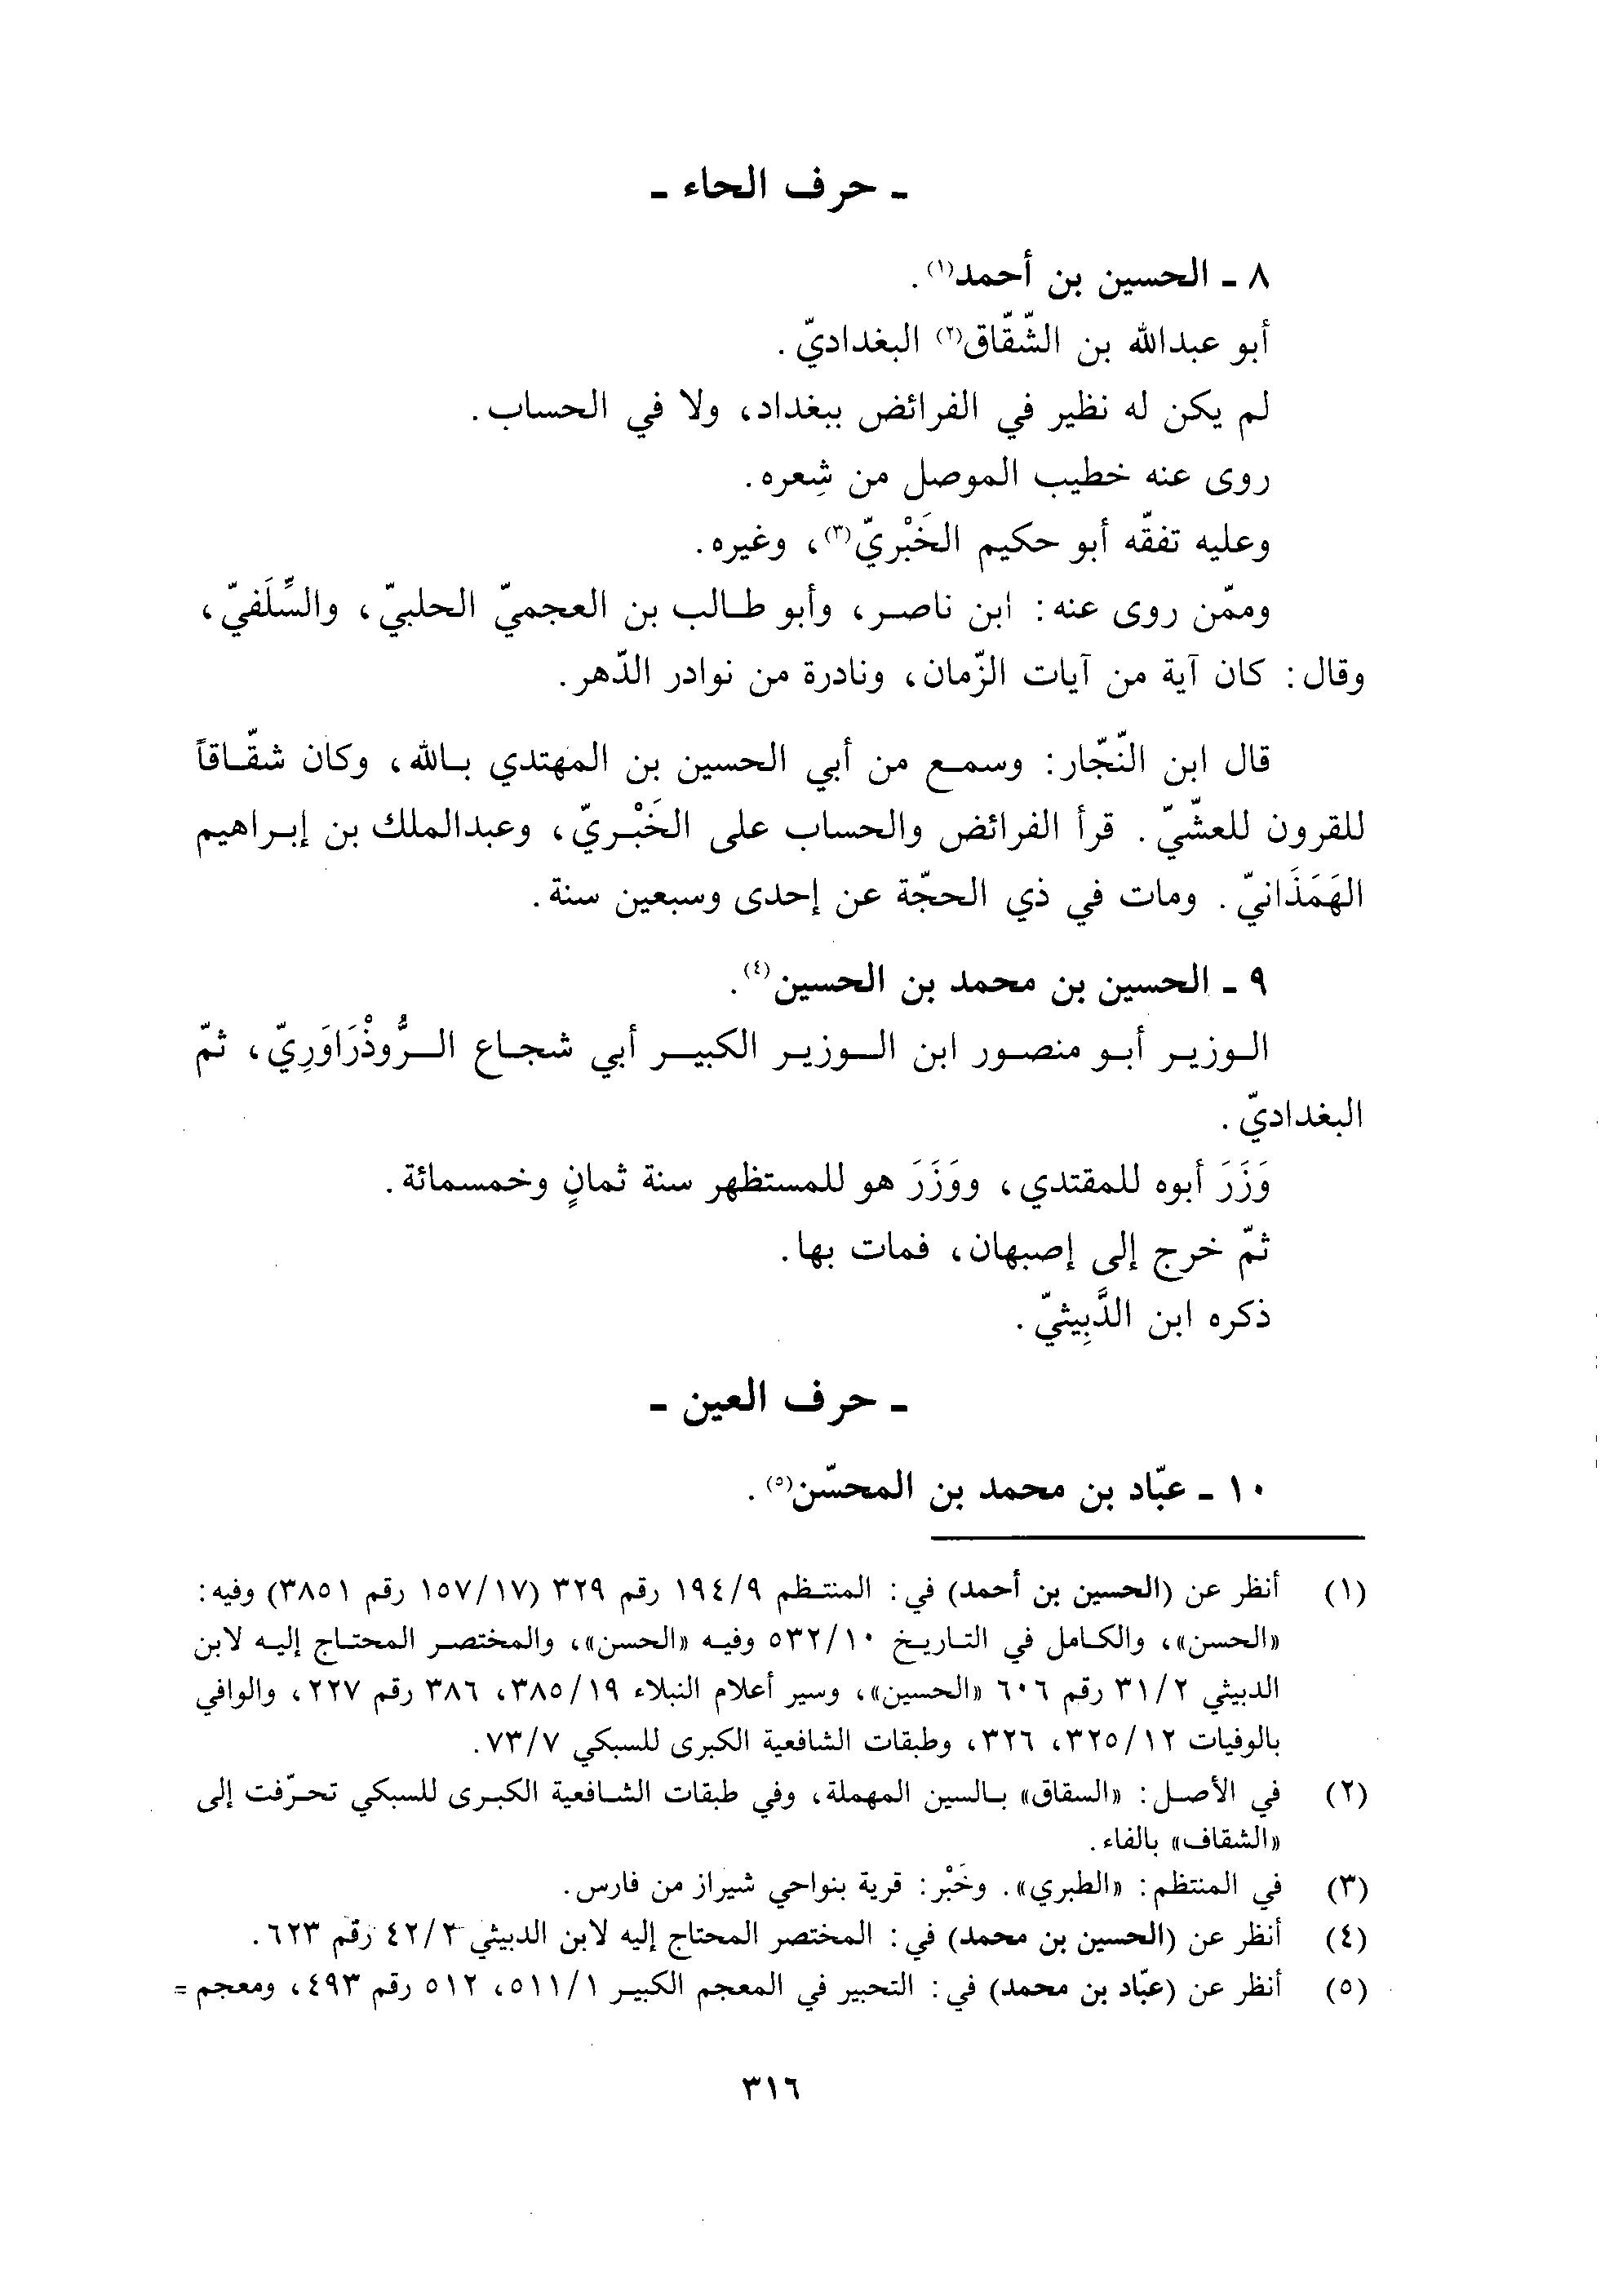 ـ حرف الحاء ـ
٨ ـ الحسين بن أحمد(١).
أبو عبدالله بن الشّقّاق(٢) البغداديّ.
لم يكن له نظير في الفرائض ببغداد، ولا في الحساب.
روى عنه خطيب الموصل من شِعره.
وعليه تفقّه أبو حكيم الخَبْريّ(٣)، وغيره.
وممّن روى عنه: ابن ناصر، وأبو طالب بن العجميّ الحلبيّ، والسِّلَفيّ،
وقال: كان آية من آيات الزّمان، ونادرة من نوادر الدّهر.
قال ابن النّجّار: وسمع من أبي الحسين بن المهتدي بالله، وكان شقّاقاً
للقرون للعشّيّ. قرأ الفرائض والحساب على الخَبْريّ، وعبدالملك بن إبراهيم
الهَمَذَانيّ. ومات في ذي الحجّة عن إحدى وسبعين سنة.
٩ ـ الحسين بن محمد بن الحسين(٤).
الوزير أبو منصور ابن الوزير الكبير أبي شجاع الرُّوذْرَاوَرِيّ، ثمّ
البغداديّ.
وَزَرَ أبوه للمقتدي، ووَزَرَ هو للمستظهر سنة ثمانٍ وخمسمائة.
ثمّ خرج إلى إصبهان، فمات بها.
ذكره ابن الدَّبِيثيّ.
ـ حرف العين ـ
١٠ ـ عبّاد بن محمد بن المحسّن(٥).
(١) أنظر عن (الحسين بن أحمد) في: المنتظم ١٩٤/٩ رقم ٣٢٩ (١٥٧/١٧ رقم ٣٨٥١) وفيه:
«الحسن»، والكامل في التاريخ ٥٣٢/١٠ وفيه «الحسن»، والمختصر المحتاج إليه لابن
الدبيثي ٣١/٢ رقم ٦٠٦ «الحسين»، وسير أعلام النبلاء ٣٨٥/١٩، ٣٨٦ رقم ٢٢٧، والوافي
بالوفيات ٣٢٥/١٢، ٣٢٦، وطبقات الشافعية الكبرى للسبكي ٧٣/٧.
(٢) في الأصل: «السقاق» بالسين المهملة، وفي طبقات الشافعية الكبرى للسبكي تحرّفت إلى
«الشقاف» بالفاء.
(٣) في المنتظم: «الطبري». وخَبْر: قرية بنواحي شيراز من فارس.
(٤) أنظر عن (الحسين بن محمد) في: المختصر المحتاج إليه لابن الدبيثي ٤٢/٢ رقم ٦٢٣.
(٥) أنظر عن (عبّاد بن محمد) في: التحبير في المعجم الكبير ٥١١/١، ٥١٢ رقم ٤٩٣، ومعجم =
٣١٦